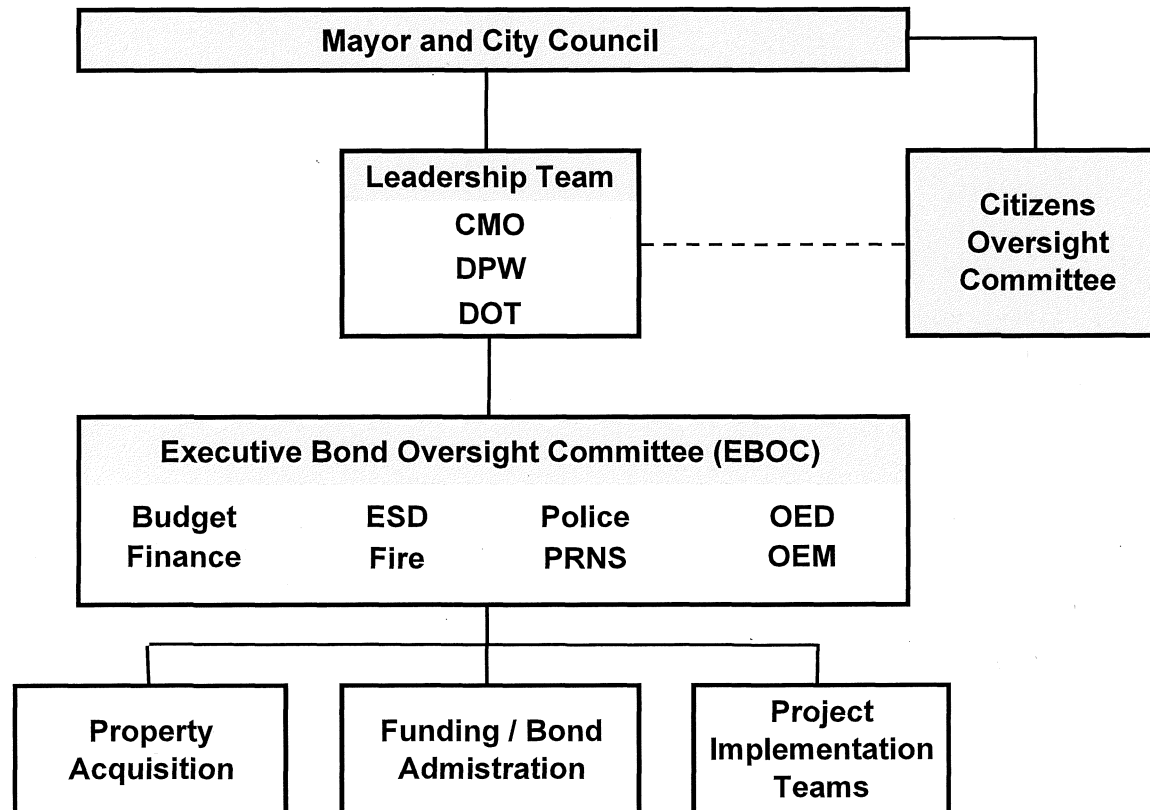 Mayor and City Council
Leadership Team
CMO
DPW
DOT
Citizens
Oversight
Committee
Executive Bond Oversight Committee (EBOC)
Budget ESD Police OED
Finance Fire PRNS OEM
Property
Acquisition
Funding / Bond
Admistration
Project
Implementation
Teams